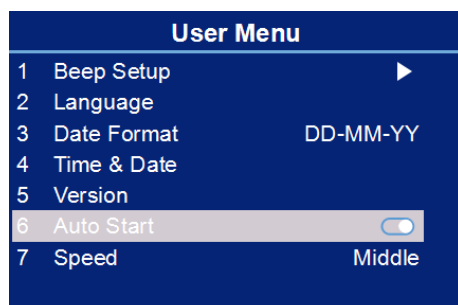 User Menu
1 Beep Setup
2 Language
3 Date Format DD-MM-YY
4 Time & Date
5 Version
6 Auto Start
7 Speed Middle